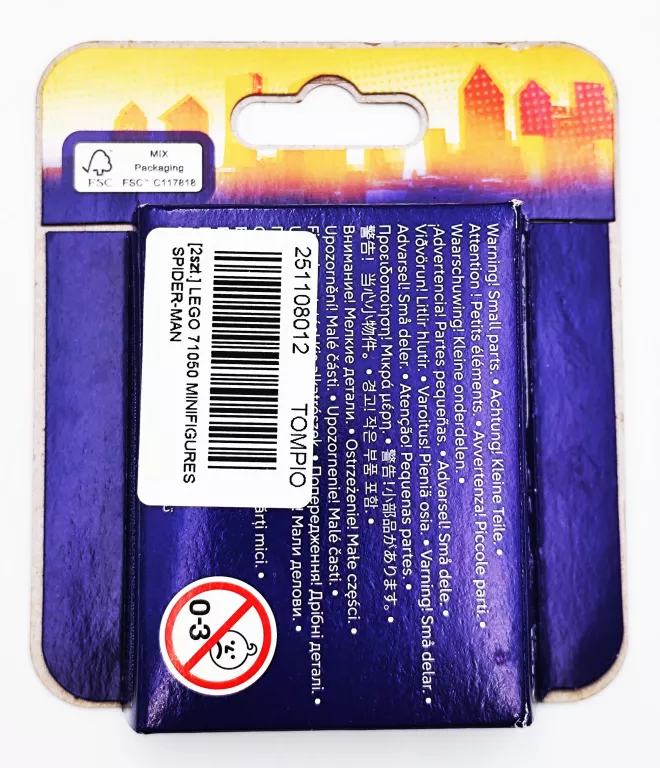 MIX
Packaging
FSC FSC™ C117818
Warning! Small parts. • Achtung! Kleine Teile. •
Attention ! Petits éléments. • Avvertenza! Piccole parti. •
Waarschuwing! Kleine onderdelen. •
¡Advertencia! Partes pequeñas. • Advarsel! Små dele. •
Viðvörun! Litlir hlutir. • Varoitus! Pieniä osia. • Varning! Små delar. •
Advarsel! Små deler. • Atenção! Pequenas partes. •
Προειδοποίηση! Μικρά μέρη. • 警告!小部品があります。 •
警告! 当心小物件。 • 경고! 작은 부품 포함. •
Внимание! Мелкие детали. • Ostrzeżenie! Małe części. •
Upozornění! Malé části. • Upozornenie! Malé časti. •
• Попередження! Дрібні деталі. •
Мали делови. •
mici. •
251108012 TOMPIO
[2szt.] LEGO 71050 MINIFIGURES
SPIDER-MAN
0-3